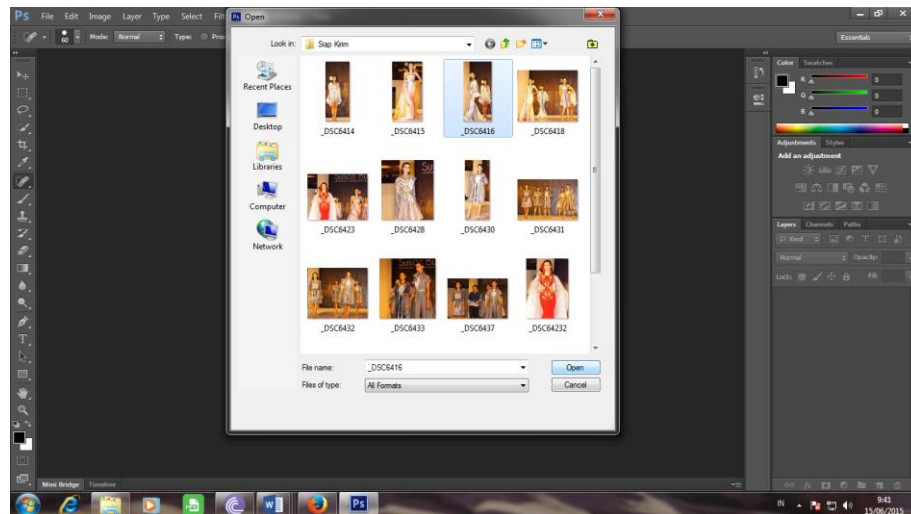 Ps File Edit Image Layer Type Select
Ps Open
60 Mode: Normal Type:
Essentials
Look in: Siap Kirim
Recent Places
Desktop
Libraries
Computer
Network
_DSC6414 _DSC6415 _DSC6416 _DSC6418
_DSC6423 _DSC6428 _DSC6430 _DSC6431
_DSC6432 _DSC6433 _DSC6437 _DSC64232
File name: _DSC6416 Open
Files of type: All Formats Cancel
Color Swatches
R 0
G 0
B 0
Adjustments Styles
Add an adjustment
Layers Channels Paths
Kind
Normal Opacity:
Lock: Fill:
Mini Bridge Timeline
IN 9:41
15/06/2015